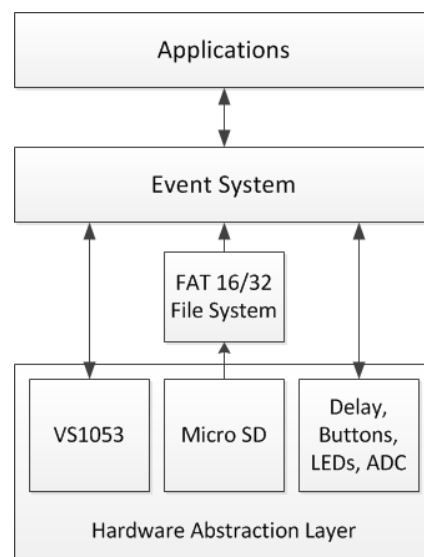 Applications
Event System
FAT 16/32
File System
VS1053
Micro SD
Delay,
Buttons,
LEDs, ADC
Hardware Abstraction Layer